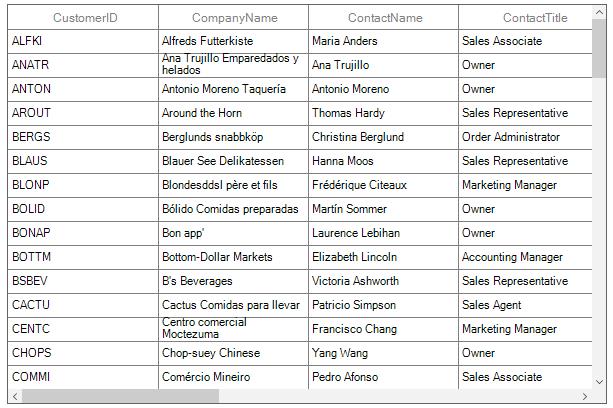 CustomerID CompanyName ContactName ContactTitle
ALFKI Alfreds Futterkiste Maria Anders Sales Associate
ANATR Ana Trujillo Emparedados y helados Ana Trujillo Owner
ANTON Antonio Moreno Taquería Antonio Moreno Owner
AROUT Around the Horn Thomas Hardy Sales Representative
BERGS Berglunds snabbköp Christina Berglund Order Administrator
BLAUS Blauer See Delikatessen Hanna Moos Sales Representative
BLONP Blondesddsl père et fils Frédérique Citeaux Marketing Manager
BOLID Bólido Comidas preparadas Martín Sommer Owner
BONAP Bon app' Laurence Lebihan Owner
BOTTM Bottom-Dollar Markets Elizabeth Lincoln Accounting Manager
BSBEV B's Beverages Victoria Ashworth Sales Representative
CACTU Cactus Comidas para llevar Patricio Simpson Sales Agent
CENTC Centro comercial Moctezuma Francisco Chang Marketing Manager
CHOPS Chop-suey Chinese Yang Wang Owner
COMMI Comércio Mineiro Pedro Afonso Sales Associate